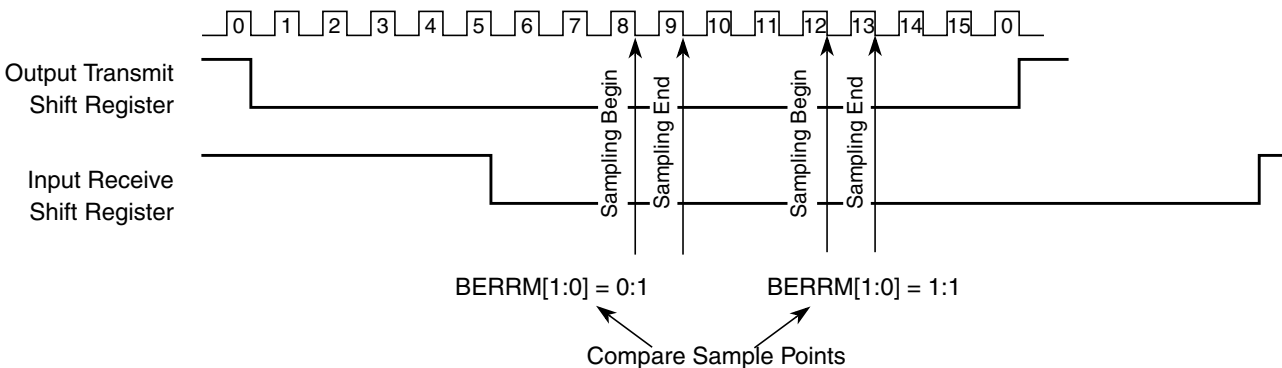 0 1 2 3 4 5 6 7 8 9 10 11 12 13 14 15 0
Output Transmit
Shift Register
Input Receive
Shift Register
Sampling Begin
Sampling End
Sampling Begin
Sampling End
BERRM[1:0] = 0:1
BERRM[1:0] = 1:1
Compare Sample Points